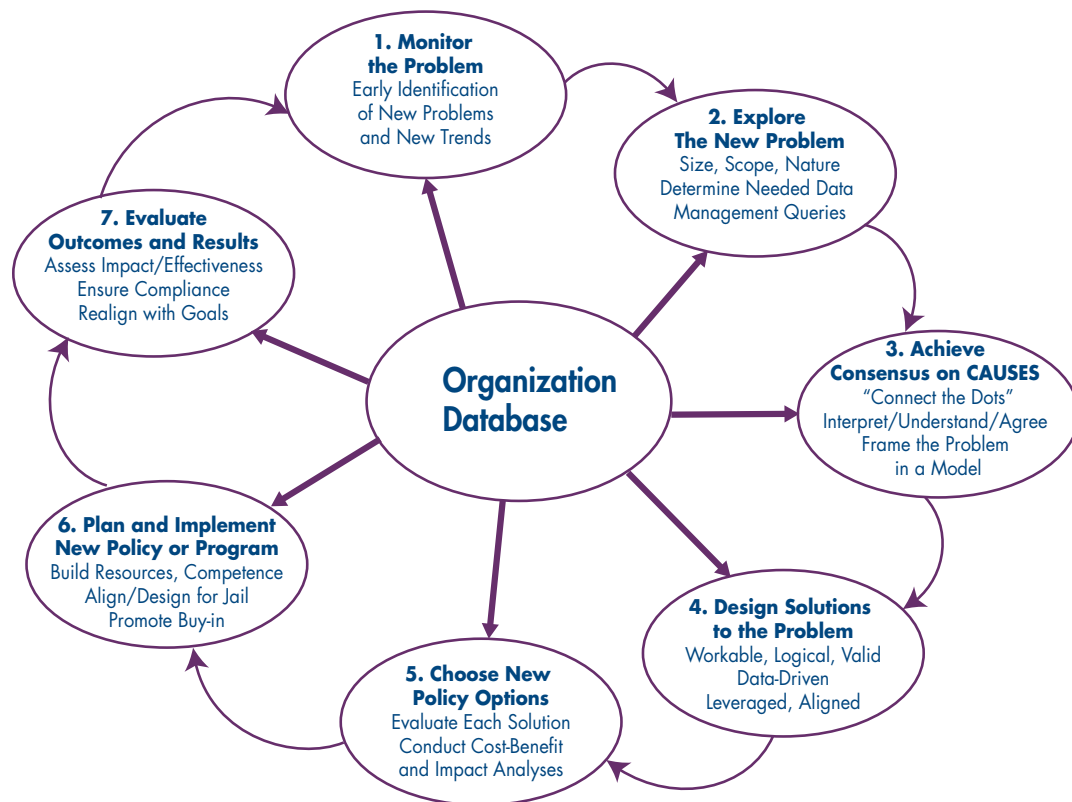 1. Monitor
the Problem
Early Identification
of New Problems
and New Trends
2. Explore
The New Problem
Size, Scope, Nature
Determine Needed Data
Management Queries
3. Achieve
Consensus on CAUSES
“Connect the Dots”
Interpret/Understand/Agree
Frame the Problem
in a Model
4. Design Solutions
to the Problem
Workable, Logical, Valid
Data-Driven
Leveraged, Aligned
5. Choose New
Policy Options
Evaluate Each Solution
Conduct Cost-Benefit
and Impact Analyses
6. Plan and Implement
New Policy or Program
Build Resources, Competence
Align/Design for Jail
Promote Buy-in
7. Evaluate
Outcomes and Results
Assess Impact/Effectiveness
Ensure Compliance
Realign with Goals
Organization
Database